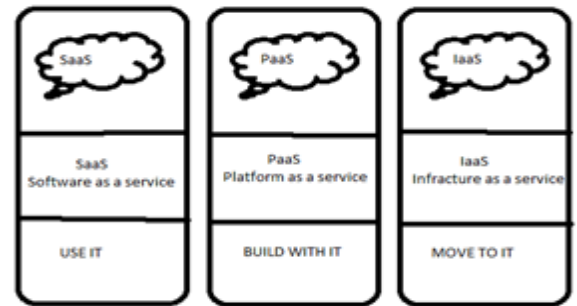 SaaS
SaaS
Software as a service
USE IT
PaaS
PaaS
Platform as a service
BUILD WITH IT
IaaS
IaaS
Infracture as a service
MOVE TO IT